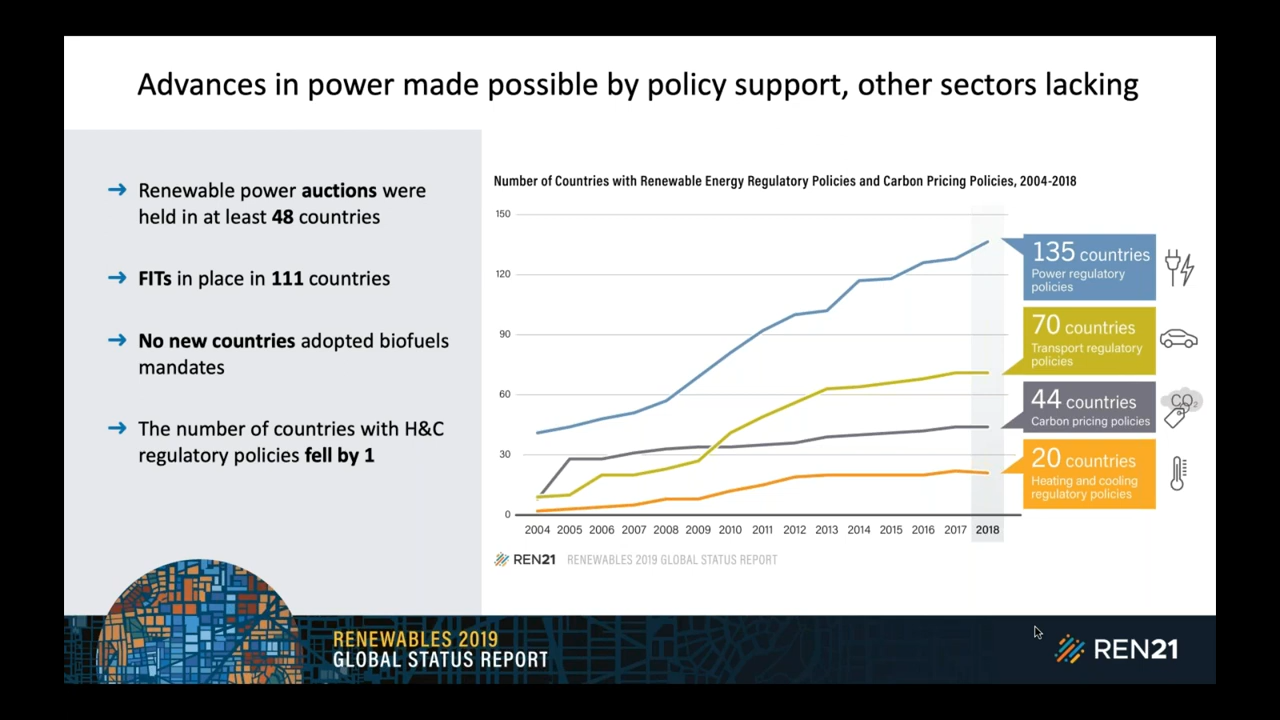 Advances in power made possible by policy support, other sectors lacking
➔ Renewable power auctions were
held in at least 48 countries
➔ FITs in place in 111 countries
➔ No new countries adopted biofuels
mandates
➔ The number of countries with H&C
regulatory policies fell by 1
Number of Countries with Renewable Energy Regulatory Policies and Carbon Pricing Policies, 2004-2018
150
120
90
60
30
0
2004 2005 2006 2007 2008 2009 2010 2011 2012 2013 2014 2015 2016 2017 2018
135 countries
Power regulatory
policies
70 countries
Transport regulatory
policies
44 countries
Carbon pricing policies
CO₂
20 countries
Heating and cooling
regulatory policies
REN21 RENEWABLES 2019 GLOBAL STATUS REPORT
RENEWABLES 2019
GLOBAL STATUS REPORT
REN21